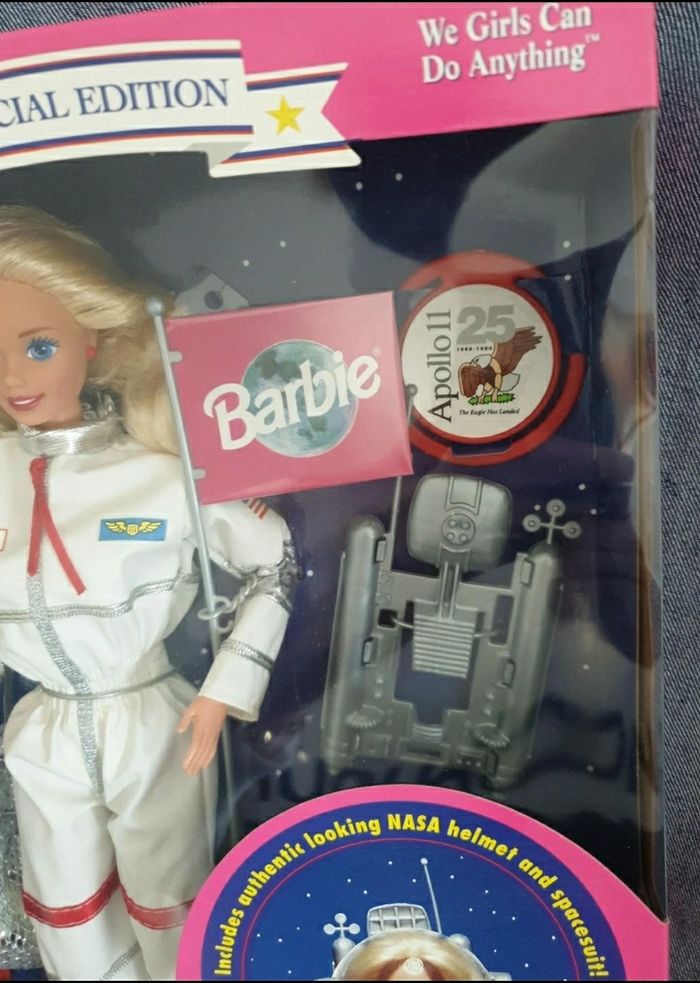 We Girls Can
Do Anything™
CIAL EDITION
Barbie®
Apollo 11
25
1969-1994
The Eagle Has Landed
Includes authentic looking NASA helmet and spacesuit!